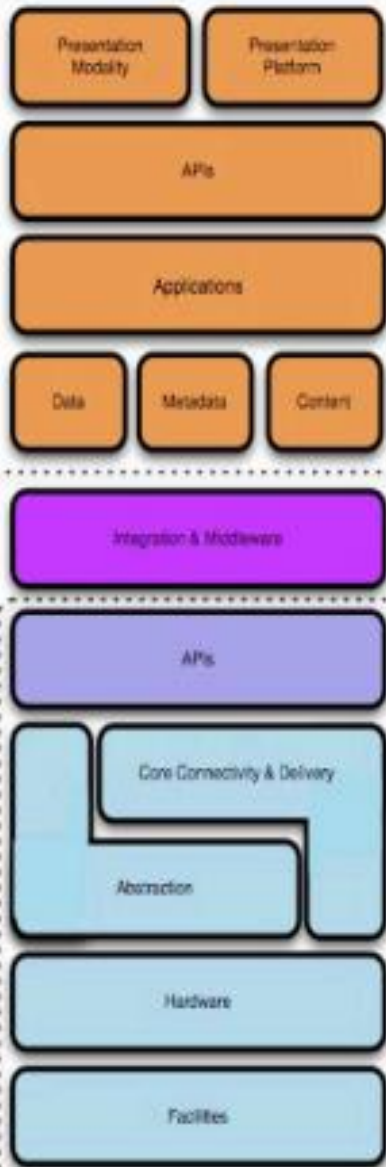 Presentation
Modality
Presentation
Platform
APIs
Applications
Data
Metadata
Content
Integration & Middleware
APIs
Core Connectivity & Delivery
Abstraction
Hardware
Facilities